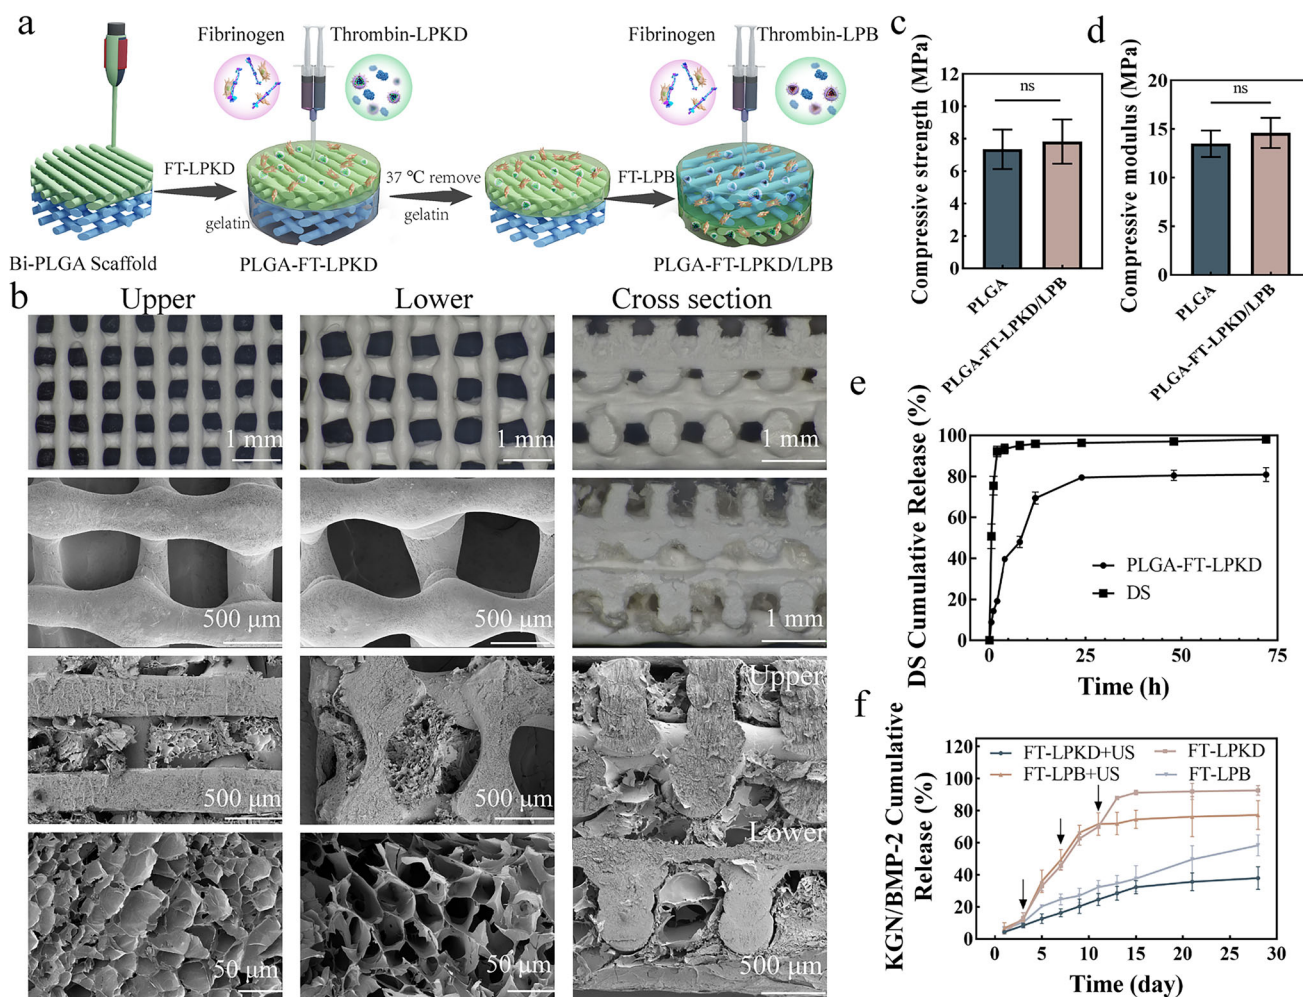 a
Fibrinogen
Thrombin-LPKD
Fibrinogen
Thrombin-LPB
FT-LPKD
gelatin
37 °C remove
gelatin
FT-LPB
Bi-PLGA Scaffold
PLGA-FT-LPKD
PLGA-FT-LPKD/LPB
b
Upper
Lower
Cross section
1 mm
1 mm
1 mm
500 μm
500 μm
1 mm
500 μm
500 μm
Upper
Lower
50 μm
50 μm
500 μm
c
Compressive strength (MPa)
12
10
8
6
4
2
0
ns
PLGA
PLGA-FT-LPKD/LPB
d
Compressive modulus (MPa)
20
15
10
5
0
ns
PLGA
PLGA-FT-LPKD/LPB
e
DS Cumulative Release (%)
100
80
60
40
20
0
PLGA-FT-LPKD
DS
0 25 50 75
Time (h)
f
KGN/BMP-2 Cumulative
Release (%)
120
100
80
60
40
20
0
FT-LPKD+US
FT-LPKD
FT-LPB+US
FT-LPB
0 5 10 15 20 25 30
Time (day)